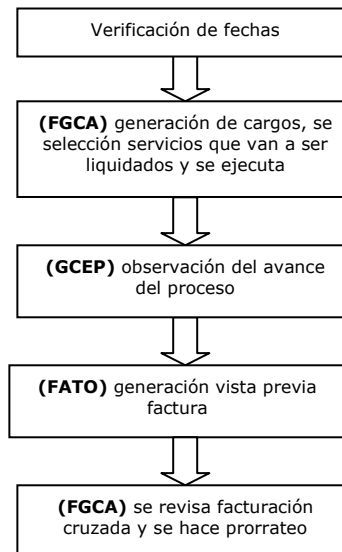 Verificación de fechas
(FGCA) generación de cargos, se
selección servicios que van a ser
liquidados y se ejecuta
(GCEP) observación del avance
del proceso
(FATO) generación vista previa
factura
(FGCA) se revisa facturación
cruzada y se hace prorrateo